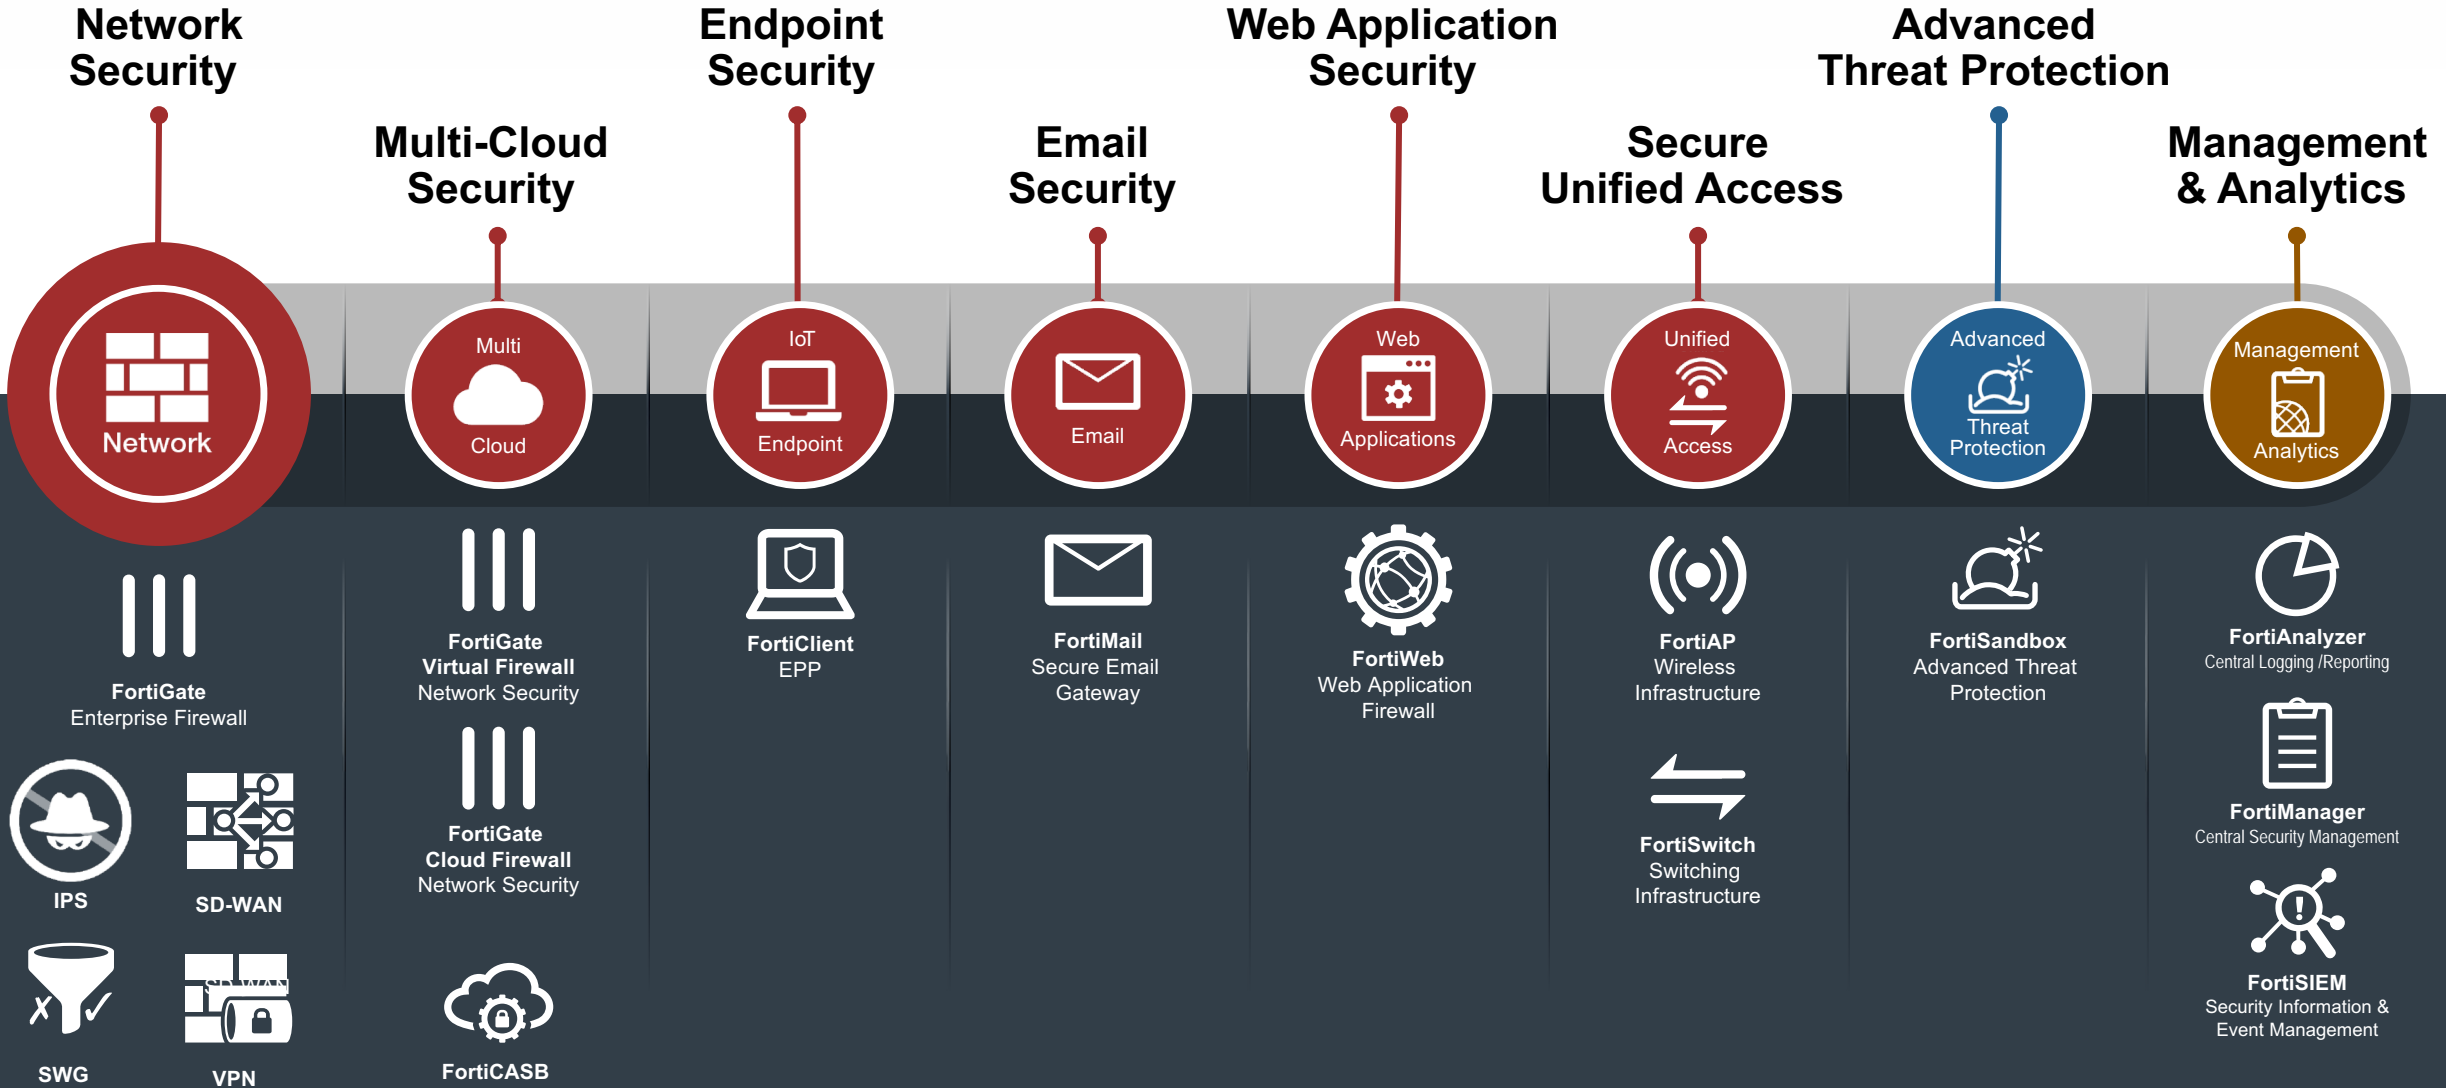 Network
Security
Endpoint
Security
Web Application
Security
Advanced
Threat Protection
Multi-Cloud
Security
Email
Security
Secure
Unified Access
Management
& Analytics
Network
Multi
Cloud
IoT
Endpoint
Email
Web
Applications
Unified
Access
Advanced
Threat
Protection
Management
Analytics
FortiGate
Enterprise Firewall
IPS
SD-WAN
SWG
SD-WAN
VPN
FortiGate
Virtual Firewall
Network Security
FortiGate
Cloud Firewall
Network Security
FortiCASB
FortiClient
EPP
FortiMail
Secure Email
Gateway
FortiWeb
Web Application
Firewall
FortiAP
Wireless
Infrastructure
FortiSwitch
Switching
Infrastructure
FortiSandbox
Advanced Threat
Protection
FortiAnalyzer
Central Logging /Reporting
FortiManager
Central Security Management
FortiSIEM
Security Information &
Event Management